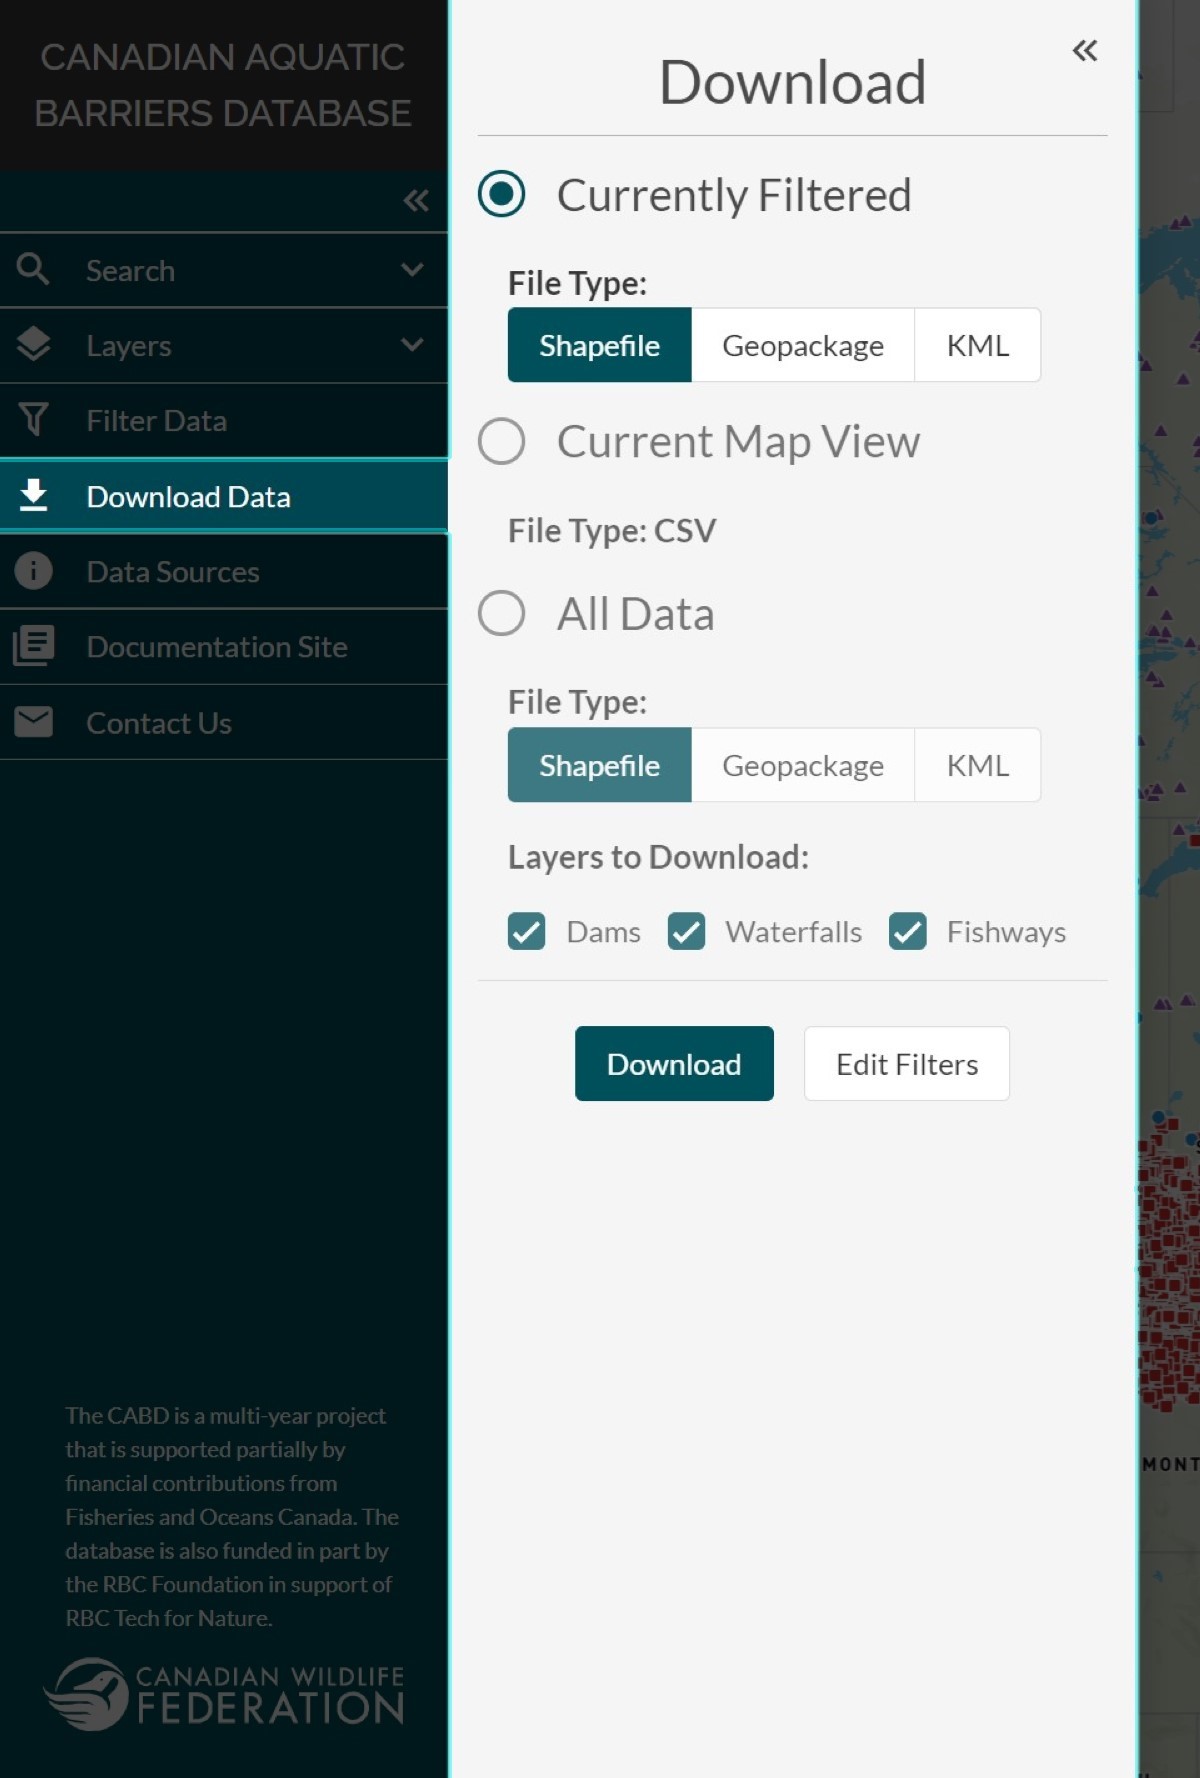 CANADIAN AQUATIC
BARRIERS DATABASE
Search
Layers
Filter Data
Download Data
Data Sources
Documentation Site
Contact Us
The CABD is a multi-year project
that is supported partially by
financial contributions from
Fisheries and Oceans Canada. The
database is also funded in part by
the RBC Foundation in support of
RBC Tech for Nature.
CANADIAN WILDLIFE
FEDERATION
Download
Currently Filtered
File Type:
Shapefile Geopackage KML
Current Map View
File Type: CSV
All Data
File Type:
Shapefile Geopackage KML
Layers to Download:
Dams Waterfalls Fishways
Download Edit Filters
MONT